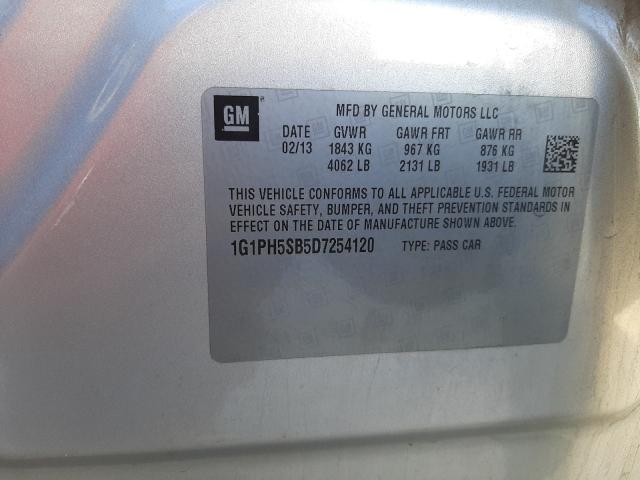 GM
MFD BY GENERAL MOTORS LLC
DATE GVWR GAWR FRT GAWR RR
02/13 1843 KG 967 KG 876 KG
4062 LB 2131 LB 1931 LB
THIS VEHICLE CONFORMS TO ALL APPLICABLE U.S. FEDERAL MOTOR
VEHICLE SAFETY, BUMPER, AND THEFT PREVENTION STANDARDS IN
EFFECT ON THE DATE OF MANUFACTURE SHOWN ABOVE.
1G1PH5SB5D7254120 TYPE: PASS CAR